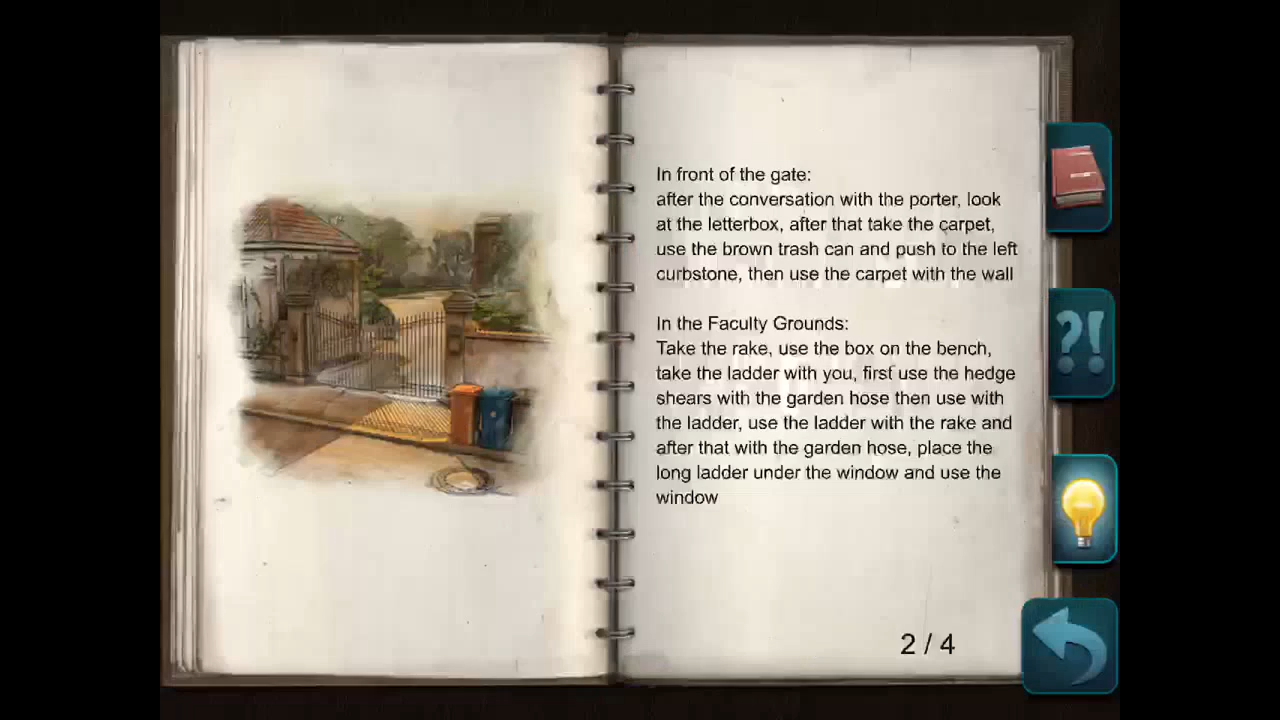 In front of the gate:
after the conversation with the porter, look
at the letterbox, after that take the carpet,
use the brown trash can and push to the left
curbstone, then use the carpet with the wall
In the Faculty Grounds:
Take the rake, use the box on the bench,
take the ladder with you, first use the hedge
shears with the garden hose then use with
the ladder, use the ladder with the rake and
after that with the garden hose, place the
long ladder under the window and use the
window
2 / 4
?!